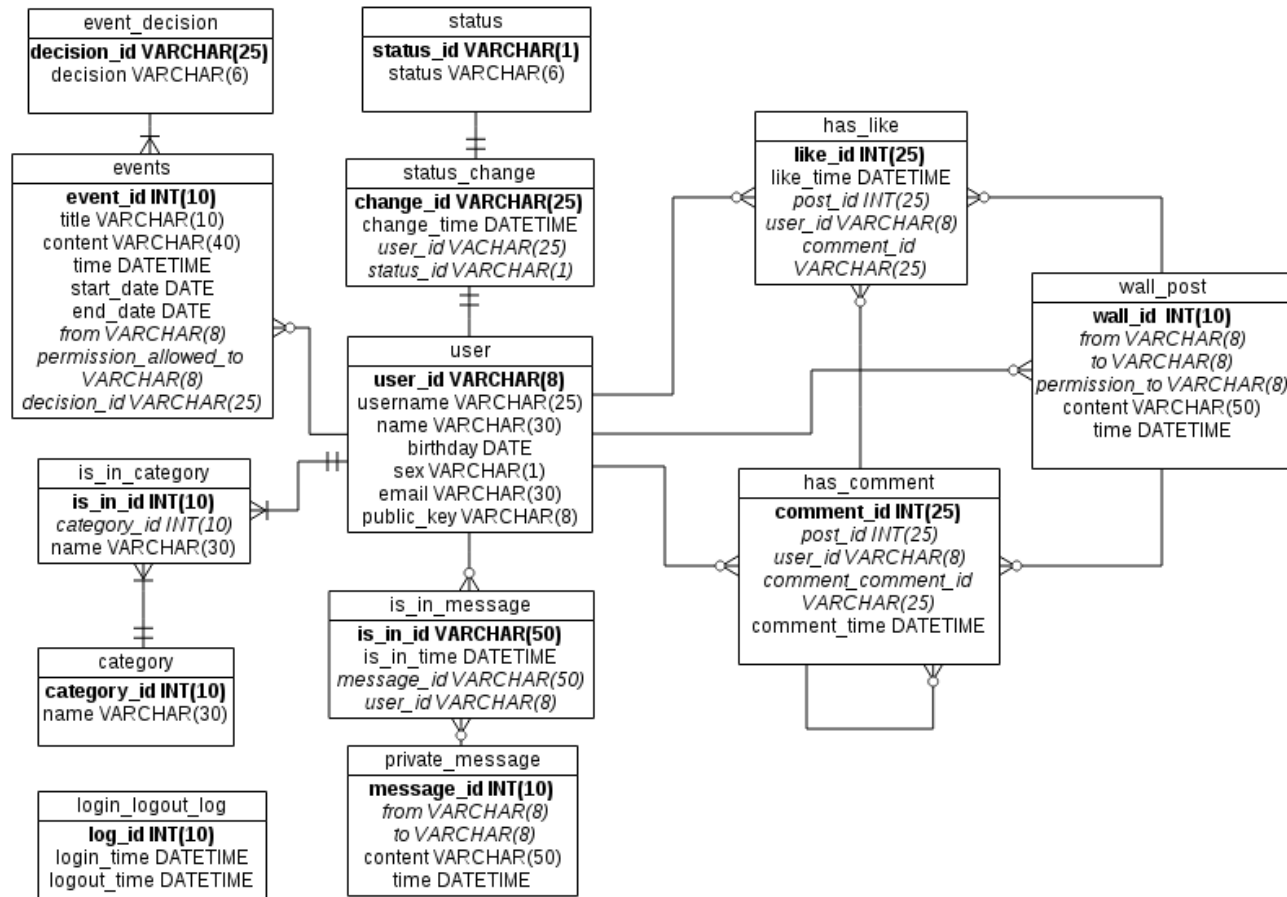 event_decision
decision_id VARCHAR(25)
decision VARCHAR(6)
status
status_id VARCHAR(1)
status VARCHAR(6)
events
event_id INT(10)
title VARCHAR(10)
content VARCHAR(40)
time DATETIME
start_date DATE
end_date DATE
from VARCHAR(8)
permission_allowed_to
VARCHAR(8)
decision_id VARCHAR(25)
status_change
change_id VARCHAR(25)
change_time DATETIME
user_id VACHAR(25)
status_id VARCHAR(1)
has_like
like_id INT(25)
like_time DATETIME
post_id INT(25)
user_id VARCHAR(8)
comment_id
VARCHAR(25)
wall_post
wall_id INT(10)
from VARCHAR(8)
to VARCHAR(8)
permission_to VARCHAR(8)
content VARCHAR(50)
time DATETIME
user
user_id VARCHAR(8)
username VARCHAR(25)
name VARCHAR(30)
birthday DATE
sex VARCHAR(1)
email VARCHAR(30)
public_key VARCHAR(8)
is_in_category
is_in_id INT(10)
category_id INT(10)
name VARCHAR(30)
has_comment
comment_id INT(25)
post_id INT(25)
user_id VARCHAR(8)
comment_comment_id
VARCHAR(25)
comment_time DATETIME
is_in_message
is_in_id VARCHAR(50)
is_in_time DATETIME
message_id VARCHAR(50)
user_id VARCHAR(8)
category
category_id INT(10)
name VARCHAR(30)
private_message
message_id INT(10)
from VARCHAR(8)
to VARCHAR(8)
content VARCHAR(50)
time DATETIME
login_logout_log
log_id INT(10)
login_time DATETIME
logout_time DATETIME